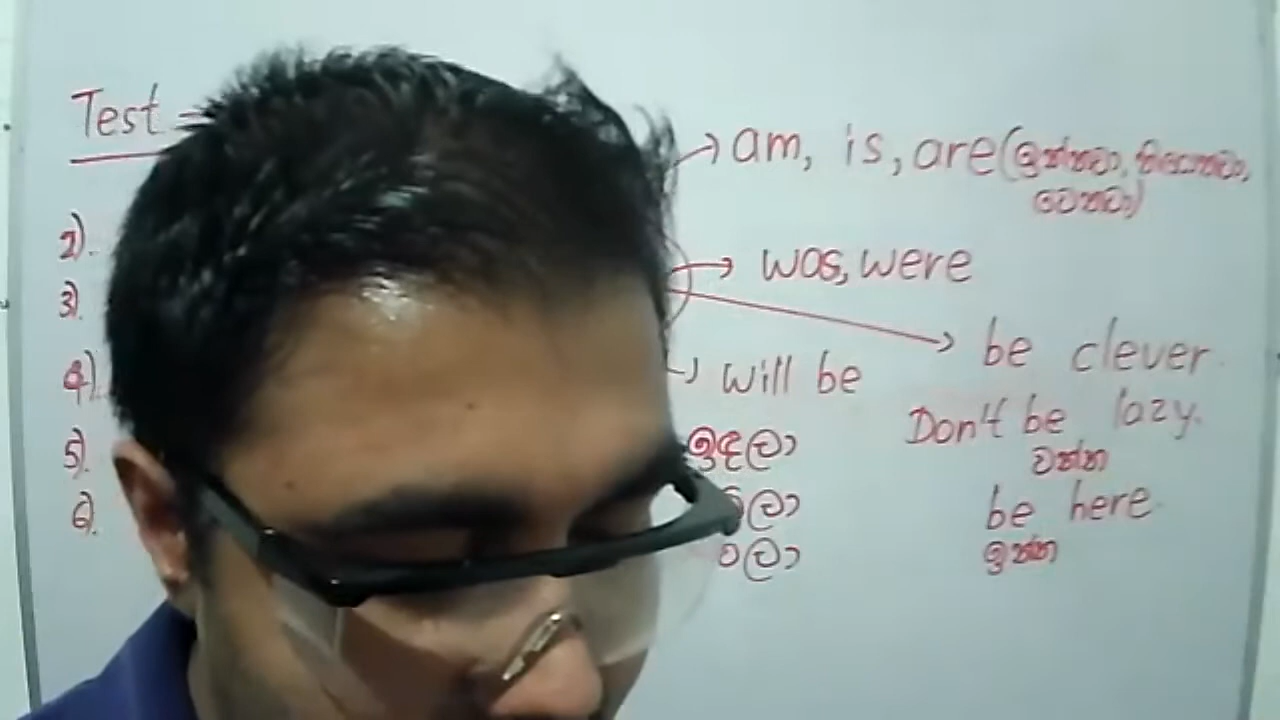 Test =
2).
3).
4).
5).
6).
→ am, is, are (ඉන්නවා, තියෙනවා,
වෙනවා)
→ was, were
→ be clever.
→ will be
Don't be lazy.
වන්න
ඉඳලා
be here.
වෙලා
ඉන්න